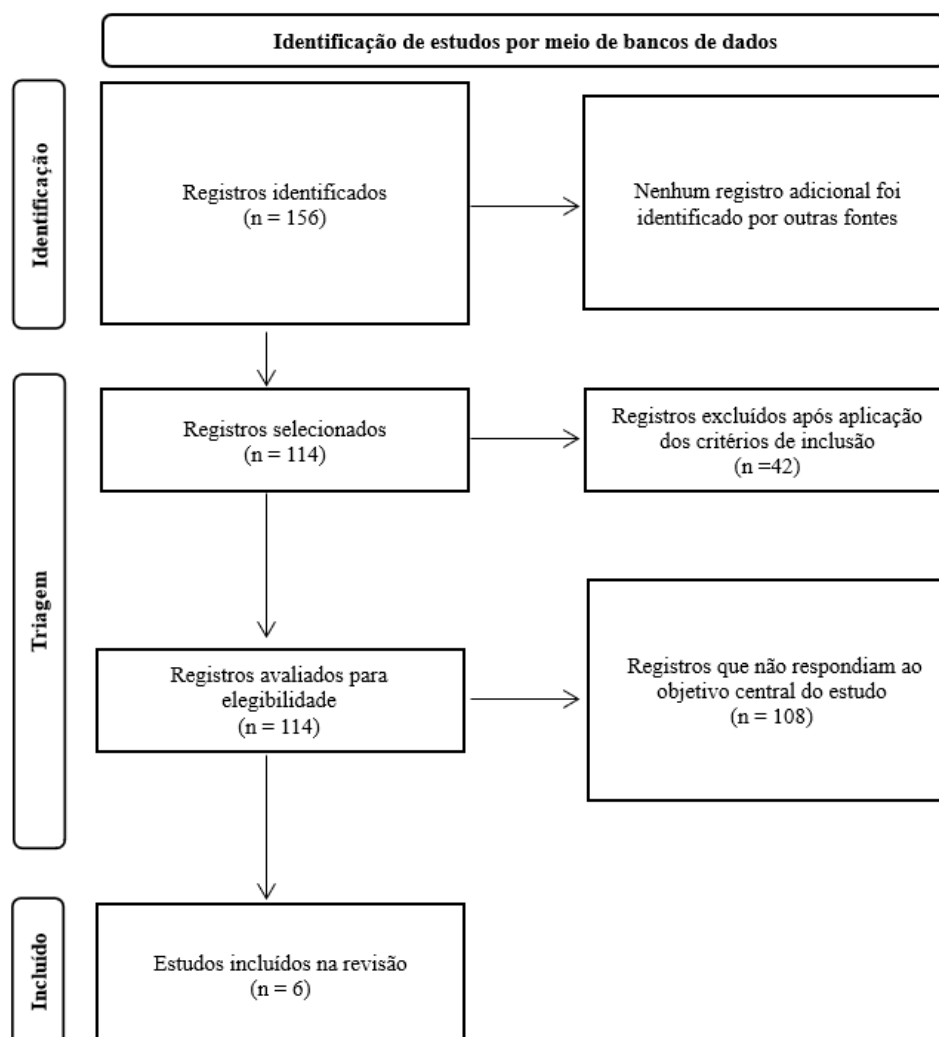 Identificação de estudos por meio de bancos de dados
Identificação
Registros identificados
(n = 156)
Nenhum registro adicional foi
identificado por outras fontes
Triagem
Registros selecionados
(n = 114)
Registros excluídos após aplicação
dos critérios de inclusão
(n =42)
Registros avaliados para
elegibilidade
(n = 114)
Registros que não respondiam ao
objetivo central do estudo
(n = 108)
Incluído
Estudos incluídos na revisão
(n = 6)